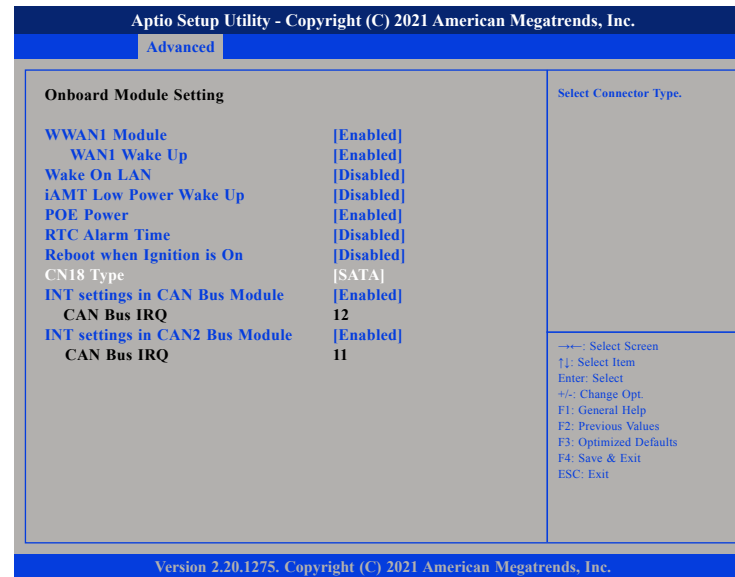 Aptio Setup Utility - Copyright (C) 2021 American Megatrends, Inc.
Advanced
Onboard Module Setting
WWAN1 Module [Enabled]
WAN1 Wake Up [Enabled]
Wake On LAN [Disabled]
iAMT Low Power Wake Up [Disabled]
POE Power [Enabled]
RTC Alarm Time [Disabled]
Reboot when Ignition is On [Disabled]
CN18 Type [SATA]
INT settings in CAN Bus Module [Enabled]
CAN Bus IRQ 12
INT settings in CAN2 Bus Module [Enabled]
CAN Bus IRQ 11
Select Connector Type.
→←: Select Screen
↑↓: Select Item
Enter: Select
+/-: Change Opt.
F1: General Help
F2: Previous Values
F3: Optimized Defaults
F4: Save & Exit
ESC: Exit
Version 2.20.1275. Copyright (C) 2021 American Megatrends, Inc.